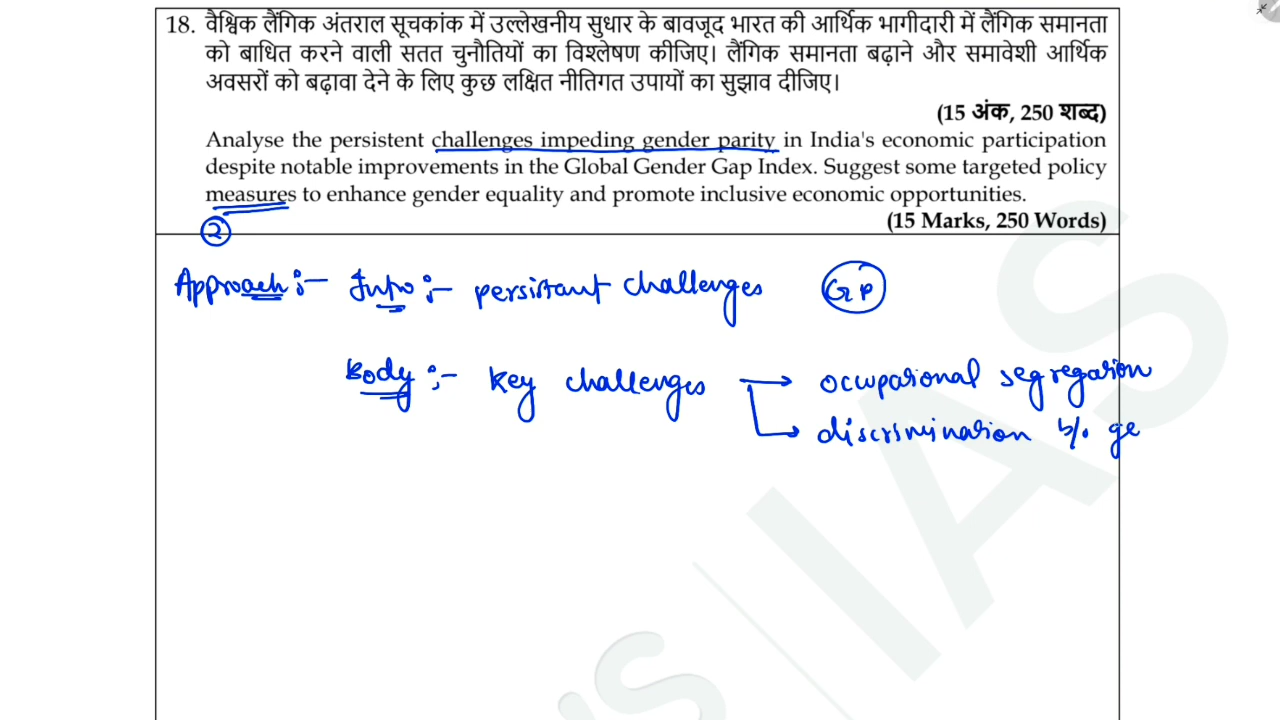 18. वैश्विक लैंगिक अंतराल सूचकांक में उल्लेखनीय सुधार के बावजूद भारत की आर्थिक भागीदारी में लैंगिक समानता
को बाधित करने वाली सतत चुनौतियों का विश्लेषण कीजिए। लैंगिक समानता बढ़ाने और समावेशी आर्थिक
अवसरों को बढ़ावा देने के लिए कुछ लक्षित नीतिगत उपायों का सुझाव दीजिए।
(15 अंक, 250 शब्द)
Analyse the persistent challenges impeding gender parity in India's economic participation
despite notable improvements in the Global Gender Gap Index. Suggest some targeted policy
measures to enhance gender equality and promote inclusive economic opportunities.
(15 Marks, 250 Words)
2
Approach :- Intro :- persistant challenges GP
Body :- key challenges → occupational segregation
→ discrimination b/. ge
'S IAS